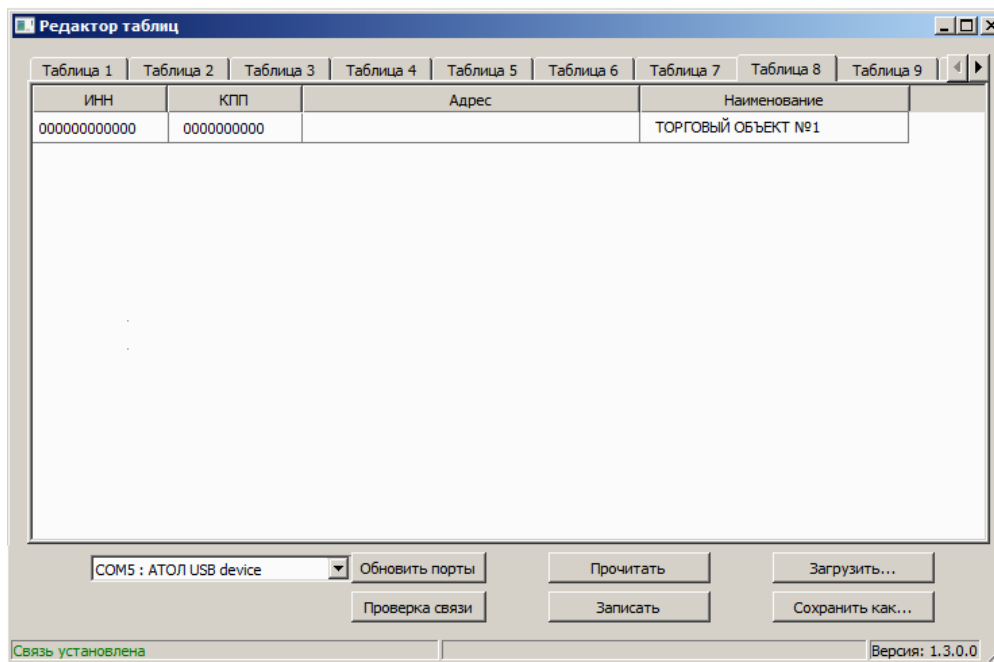 Редактор таблиц
Таблица 1 Таблица 2 Таблица 3 Таблица 4 Таблица 5 Таблица 6 Таблица 7 Таблица 8 Таблица 9
ИНН КПП Адрес Наименование
000000000000 0000000000 ТОРГОВЫЙ ОБЪЕКТ №1
COM5 : АТОЛ USB device Обновить порты Прочитать Загрузить...
Проверка связи Записать Сохранить как...
Связь установлена Версия: 1.3.0.0